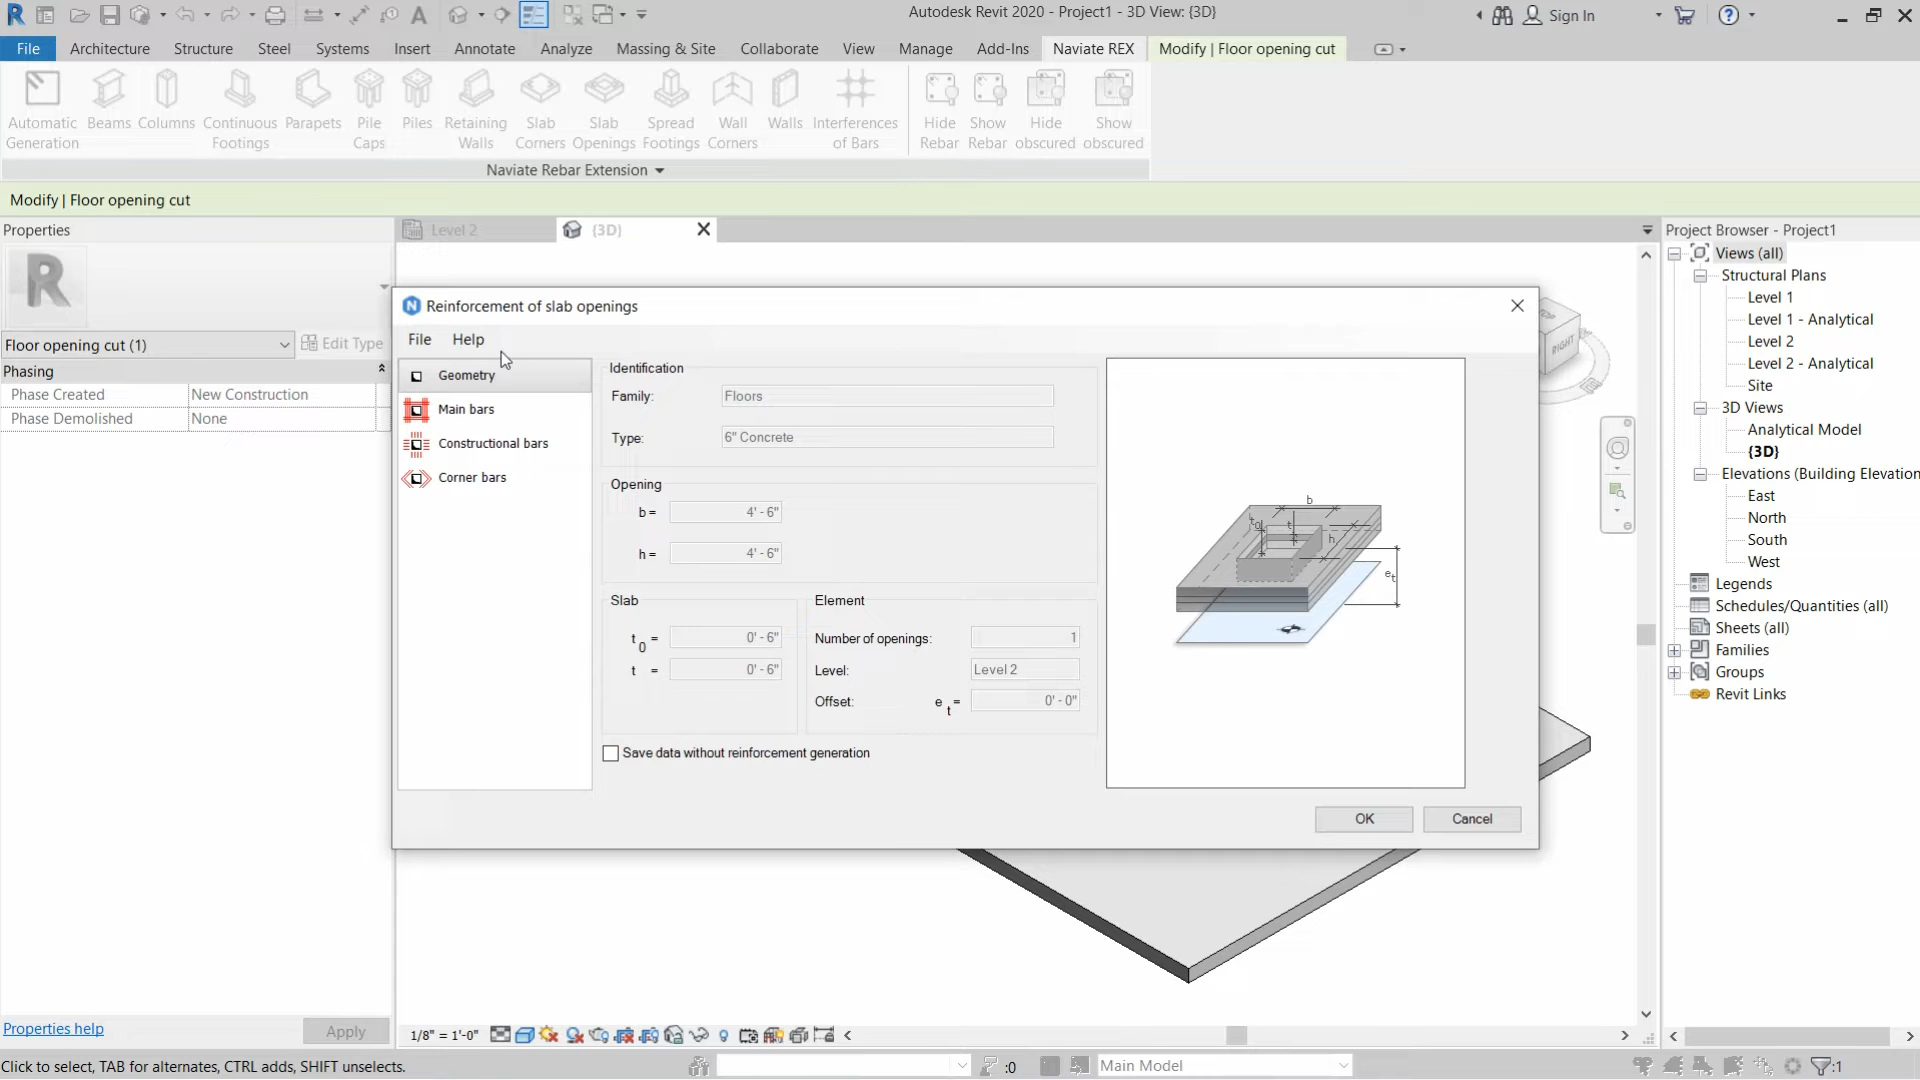 Autodesk Revit 2020 - Project1 - 3D View: {3D}
Sign In
File Architecture Structure Steel Systems Insert Annotate Analyze Massing & Site Collaborate View Manage Add-Ins Naviate REX Modify | Floor opening cut
Automatic Generation
Beams
Columns
Continuous Footings
Parapets
Pile Caps
Piles
Retaining Walls
Slab Corners
Slab Openings
Spread Footings
Wall Corners
Walls
Interferences of Bars
Hide Rebar
Show Rebar
Hide obscured
Show obscured
Naviate Rebar Extension
Modify | Floor opening cut
Properties
R
Floor opening cut (1)
Edit Type
Phasing
Phase Created New Construction
Phase Demolished None
Properties help
Apply
Level 2
{3D}
TOP
RIGHT
Reinforcement of slab openings
File Help
Geometry
Main bars
Constructional bars
Corner bars
Identification
Family: Floors
Type: 6" Concrete
Opening
b = 4' - 6"
h = 4' - 6"
Slab
t0 = 0' - 6"
t = 0' - 6"
Element
Number of openings: 1
Level: Level 2
Offset: et = 0' - 0"
Save data without reinforcement generation
b
t0
t
h
et
OK
Cancel
Project Browser - Project1
Views (all)
Structural Plans
Level 1
Level 1 - Analytical
Level 2
Level 2 - Analytical
Site
3D Views
Analytical Model
{3D}
Elevations (Building Elevation
East
North
South
West
Legends
Schedules/Quantities (all)
Sheets (all)
Families
Groups
Revit Links
1/8" = 1'-0"
Click to select, TAB for alternates, CTRL adds, SHIFT unselects.
:0
Main Model
:1